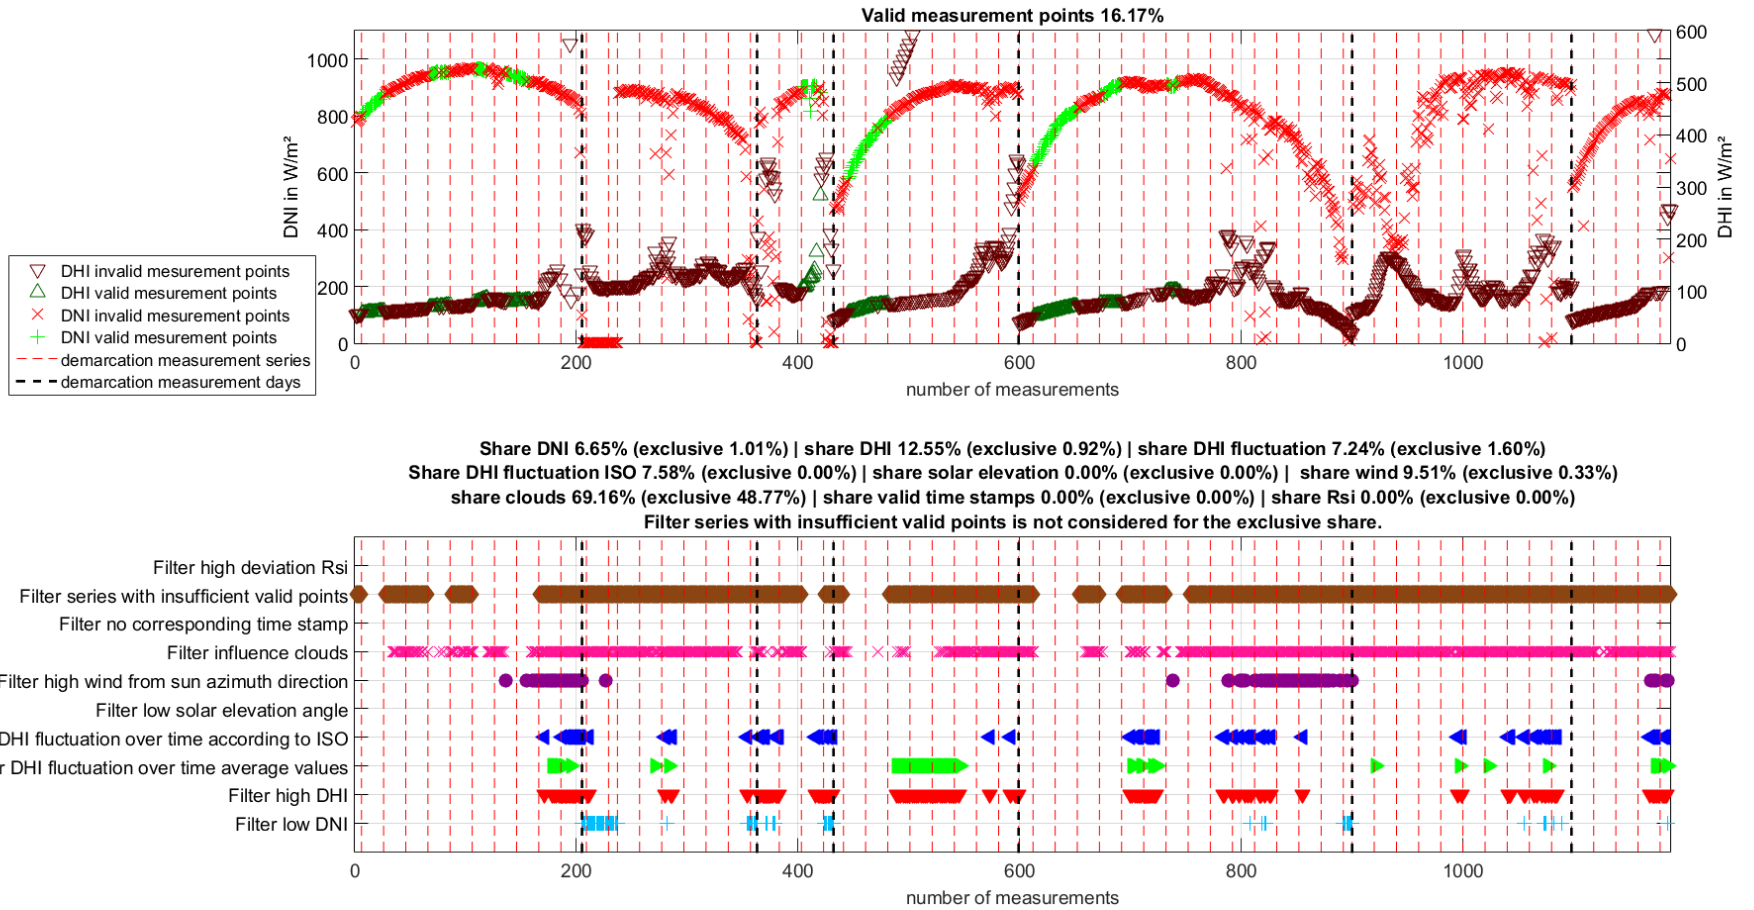 Valid measurement points 16.17%
1000
800
600
400
200
0
DNI in W/m²
600
500
400
300
200
100
0
DHI in W/m²
0 200 400 600 800 1000
number of measurements
DHI invalid mesurement points
DHI valid mesurement points
DNI invalid measurement points
DNI valid mesurement points
demarcation measurement series
demarcation measurement days
Share DNI 6.65% (exclusive 1.01%) | share DHI 12.55% (exclusive 0.92%) | share DHI fluctuation 7.24% (exclusive 1.60%)
Share DHI fluctuation ISO 7.58% (exclusive 0.00%) | share solar elevation 0.00% (exclusive 0.00%) | share wind 9.51% (exclusive 0.33%)
share clouds 69.16% (exclusive 48.77%) | share valid time stamps 0.00% (exclusive 0.00%) | share Rsi 0.00% (exclusive 0.00%)
Filter series with insufficient valid points is not considered for the exclusive share.
Filter high deviation Rsi
Filter series with insufficient valid points
Filter no corresponding time stamp
Filter influence clouds
Filter high wind from sun azimuth direction
Filter low solar elevation angle
DHI fluctuation over time according to ISO
r DHI fluctuation over time average values
Filter high DHI
Filter low DNI
0 200 400 600 800 1000
number of measurements